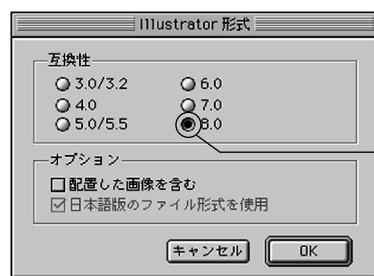 Illustrator 形式
互換性
3.0/3.2 6.0
4.0 7.0
5.0/5.5 8.0
オプション
配置した画像を含む
日本語版のファイル形式を使用
キャンセル OK